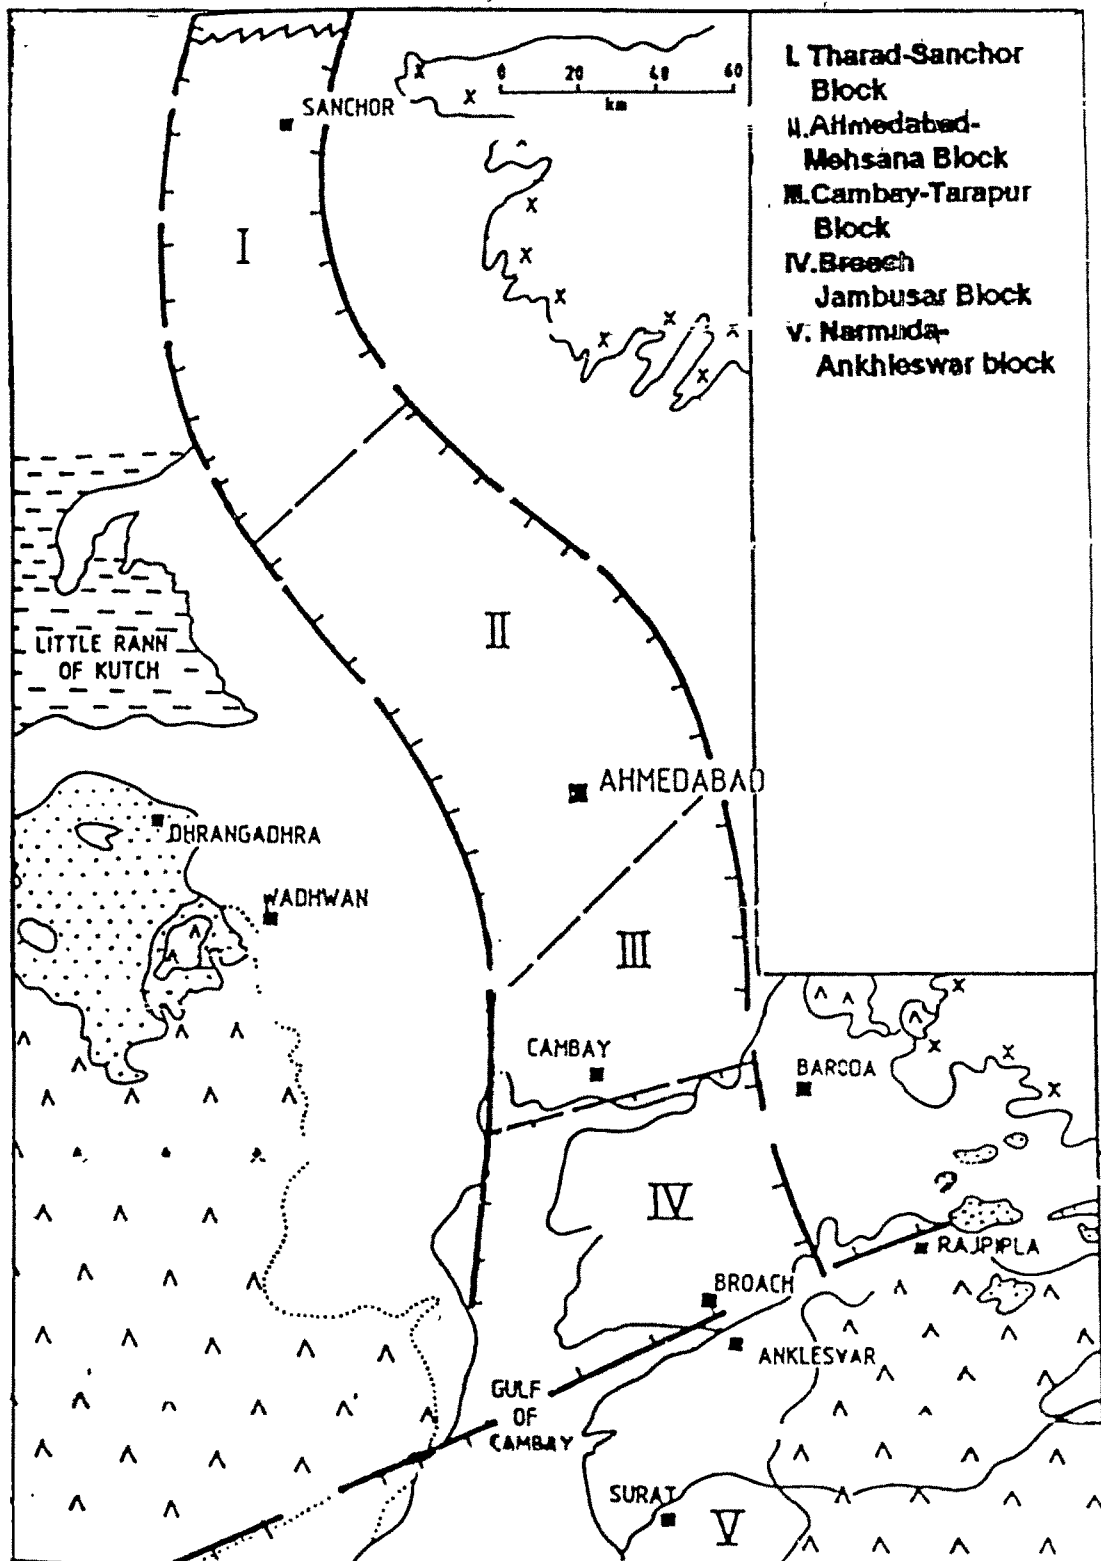 I. Tharad-Sanchor
Block
II. Ahmedabad-
Mehsana Block
III. Cambay-Tarapur
Block
IV. Broach
Jambusar Block
V. Narmada-
Ankhleswar block
0 20 40 60
km
SANCHOR
I
II
LITTLE RANN
OF KUTCH
AHMEDABAD
DHRANGADHRA
WADHWAN
III
CAMBAY
BARODA
IV
RAJPIPLA
BROACH
ANKLESVAR
GULF
OF
CAMBAY
SURAT
V